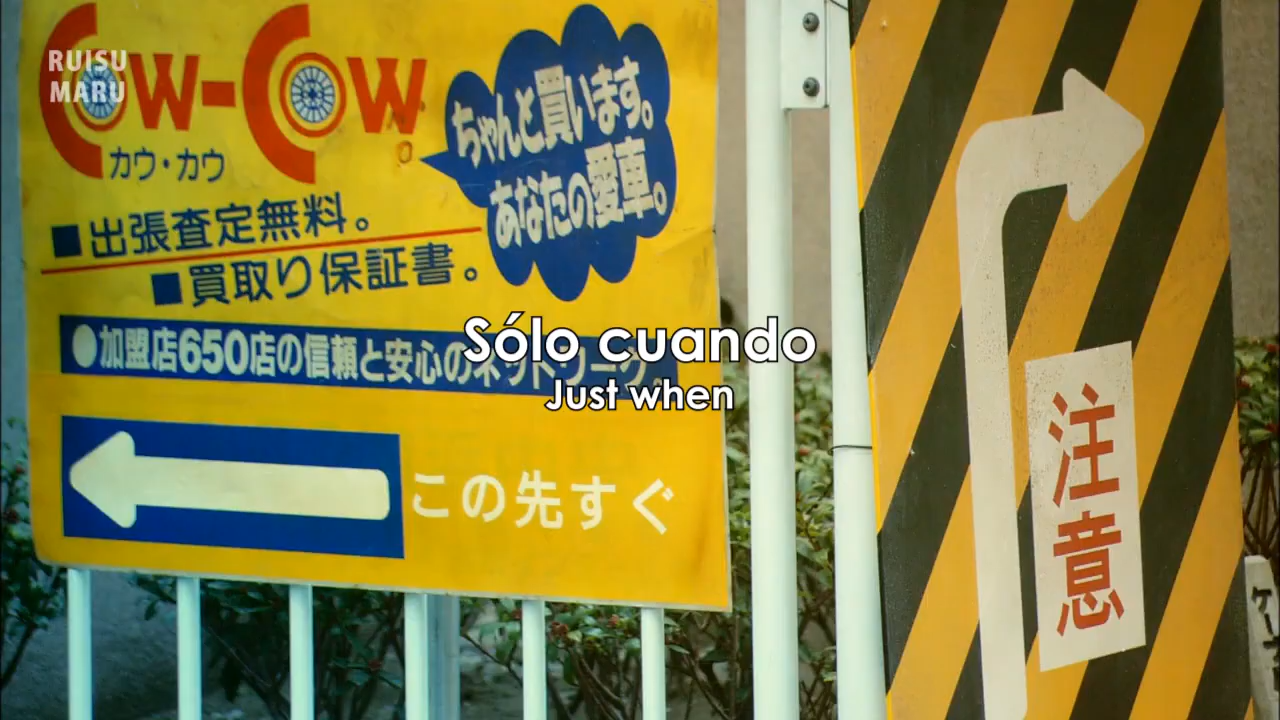 RUISU
MARU
COW-COW
カウ・カウ
ちゃんと買います。
あなたの愛車。
■出張査定無料。
■買取り保証書。
●加盟店650店の信頼と安心のネットワーク。
Sólo cuando
Just when
この先すぐ
注意
ケー